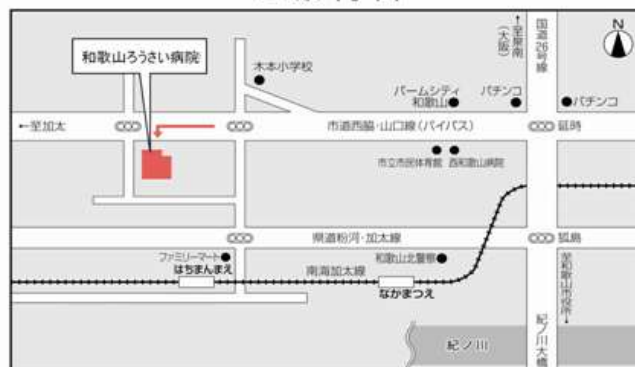 和歌山ろうさい病院
木本小学校
←至泉南
(大阪)
国道26号線
N
パームシティ
和歌山
パチンコ
パチンコ
←至加太
市道西脇・山口線(バイパス)
延時
市立市民体育館
西和歌山病院
県道粉河・加太線
狐島
ファミリーマート
はちまんまえ
和歌山北警察
南海加太線
なかまつえ
至和歌山市役所→
紀ノ川
紀ノ川大橋